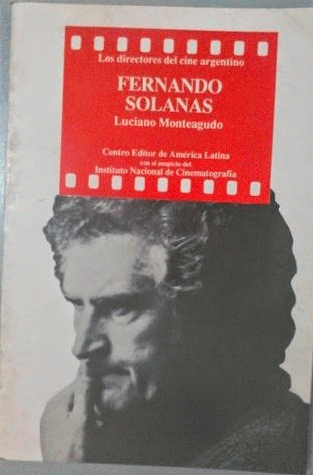 Los directores del cine argentino
FERNANDO
SOLANAS
Luciano Monteagudo
Centro Editor de América Latina
con el auspicio del
Instituto Nacional de Cinematografía